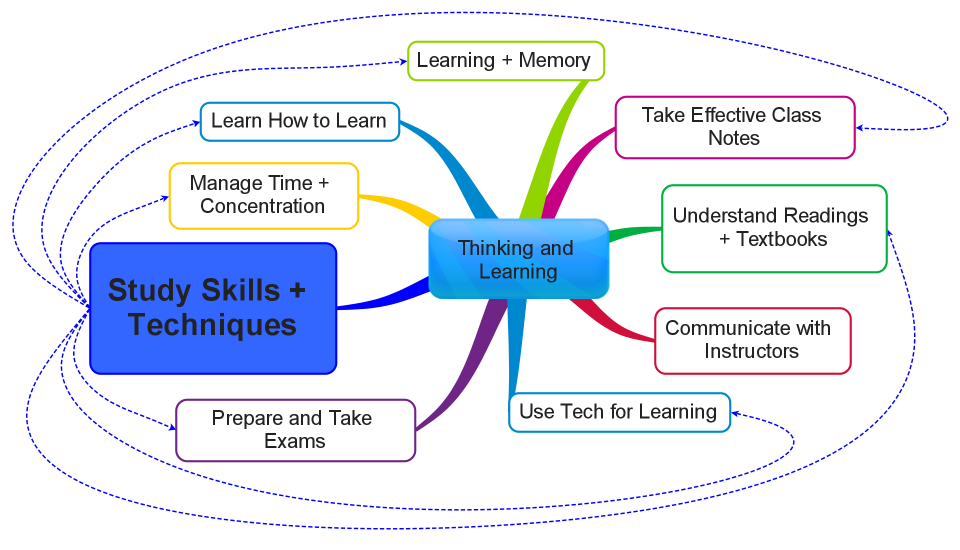 Learning + Memory
Take Effective Class
Notes
Learn How to Learn
Manage Time +
Concentration
Understand Readings
+ Textbooks
Thinking and
Learning
Study Skills +
Techniques
Communicate with
Instructors
Use Tech for Learning
Prepare and Take
Exams